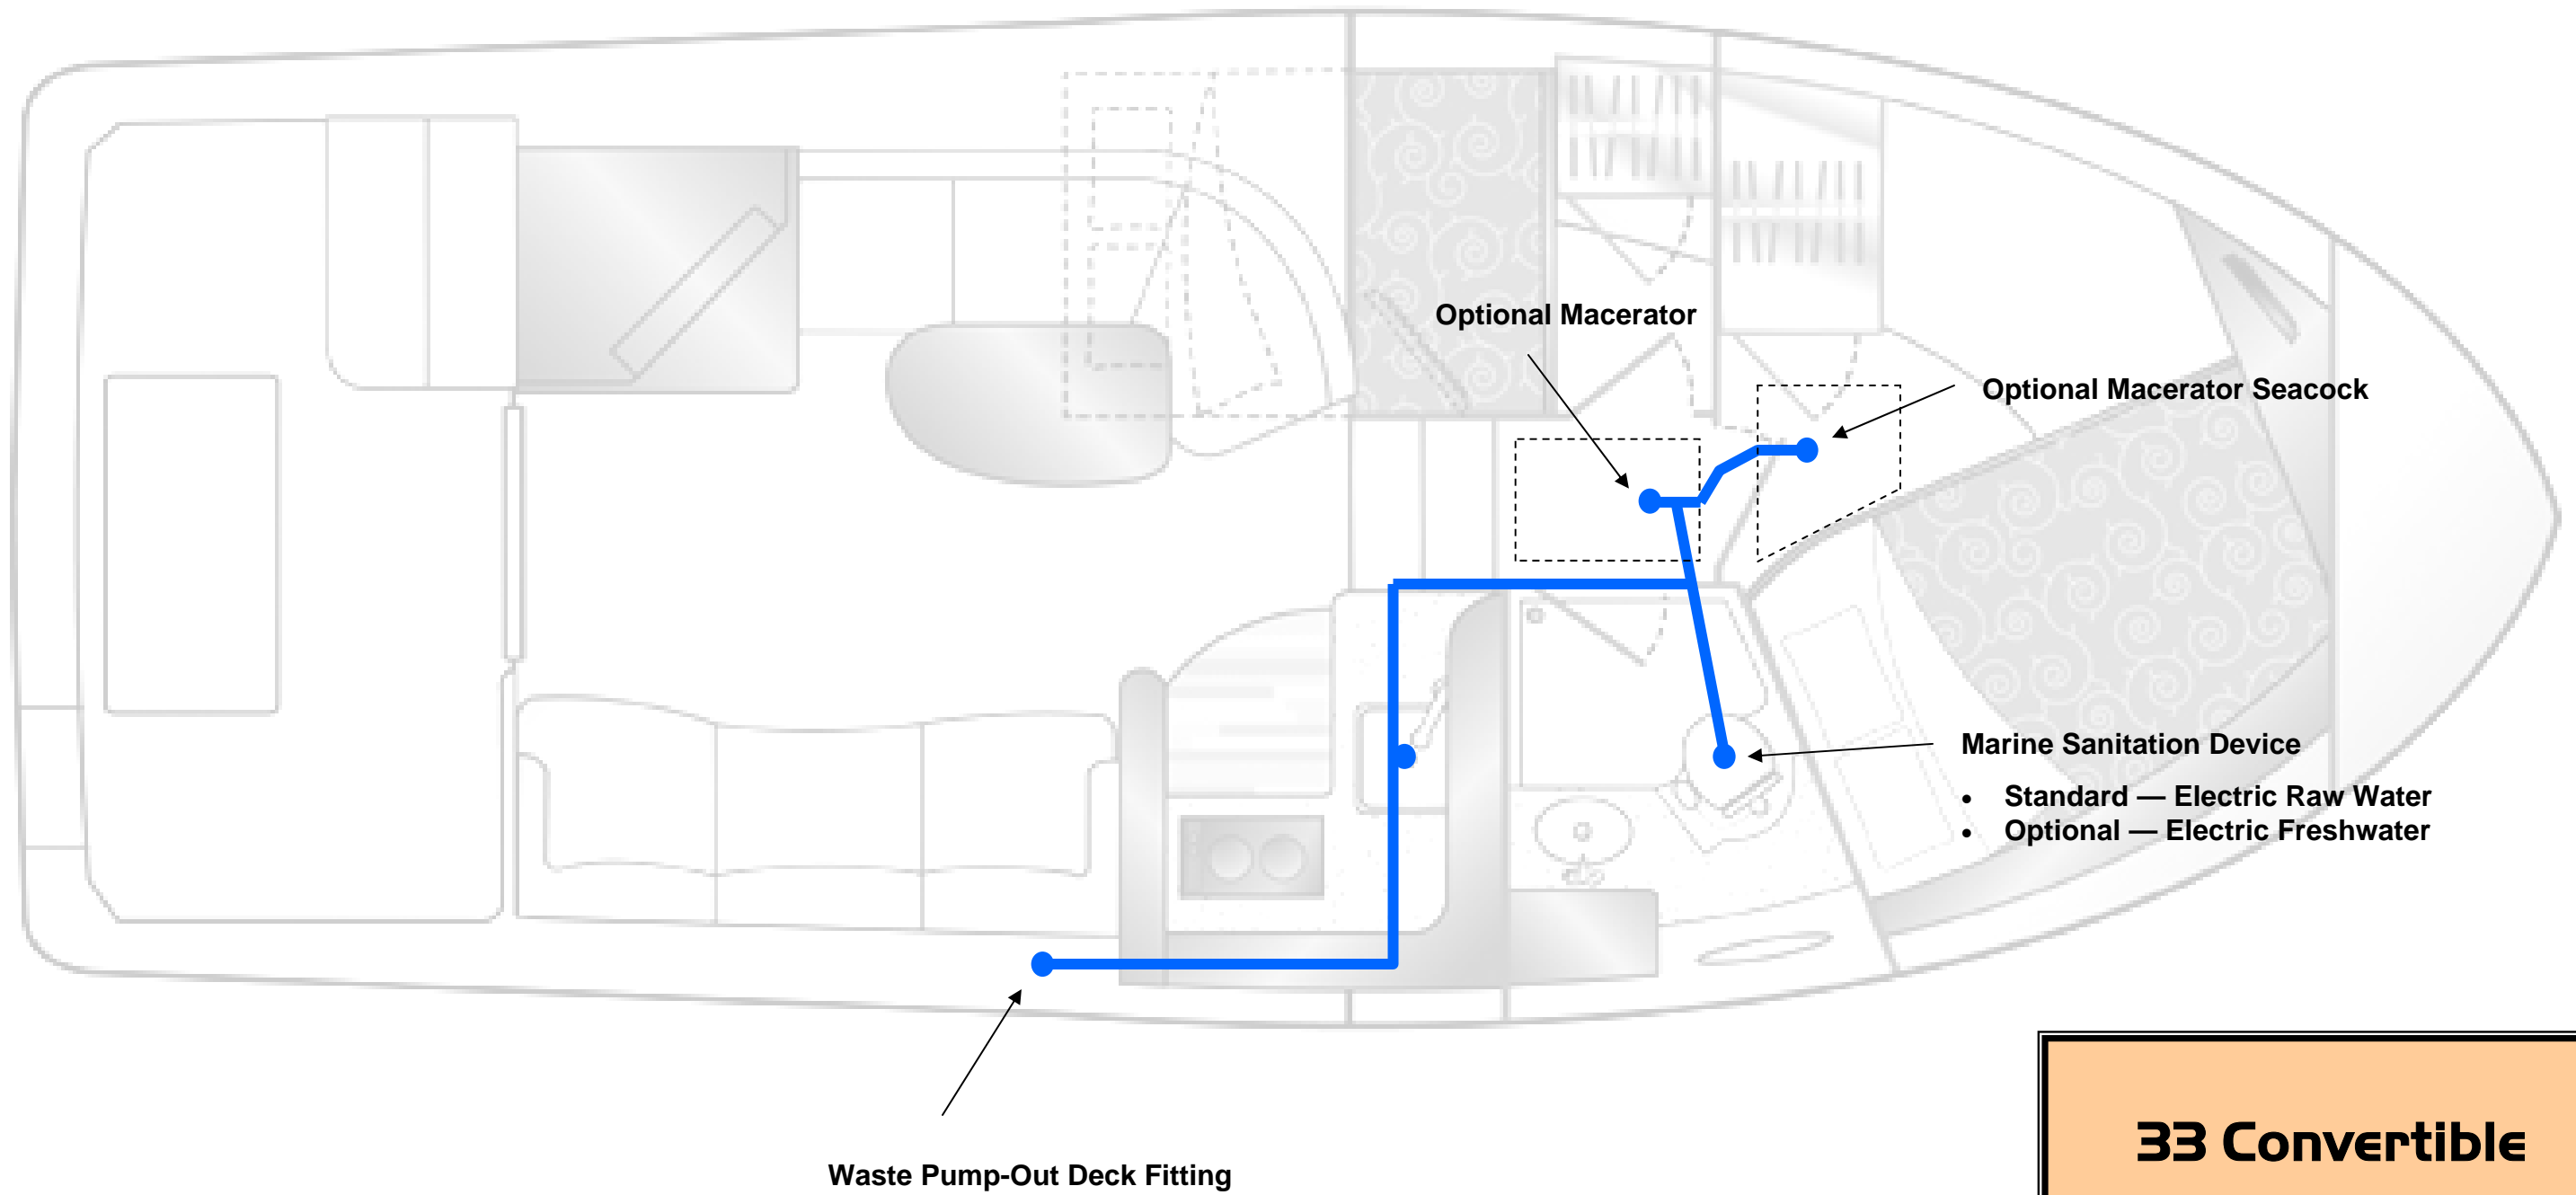 Optional Macerator
Optional Macerator Seacock
Marine Sanitation Device
• Standard — Electric Raw Water
• Optional — Electric Freshwater
Waste Pump-Out Deck Fitting
33 Convertible